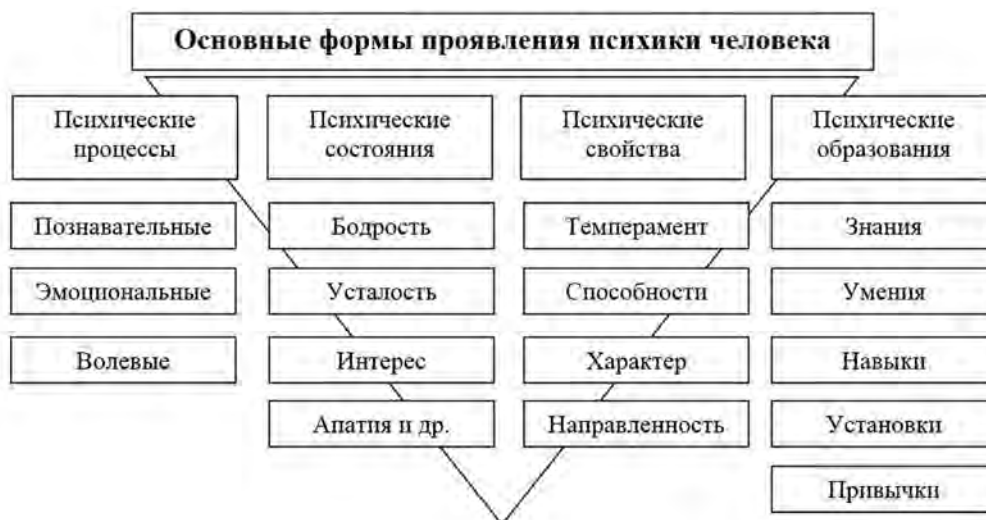 Основные формы проявления психики человека
Психические
процессы
Психические
состояния
Психические
свойства
Психические
образования
Познавательные
Бодрость
Темперамент
Знания
Эмоциональные
Усталость
Способности
Умения
Волевые
Интерес
Характер
Навыки
Апатия и др.
Направленность
Установки
Привычки